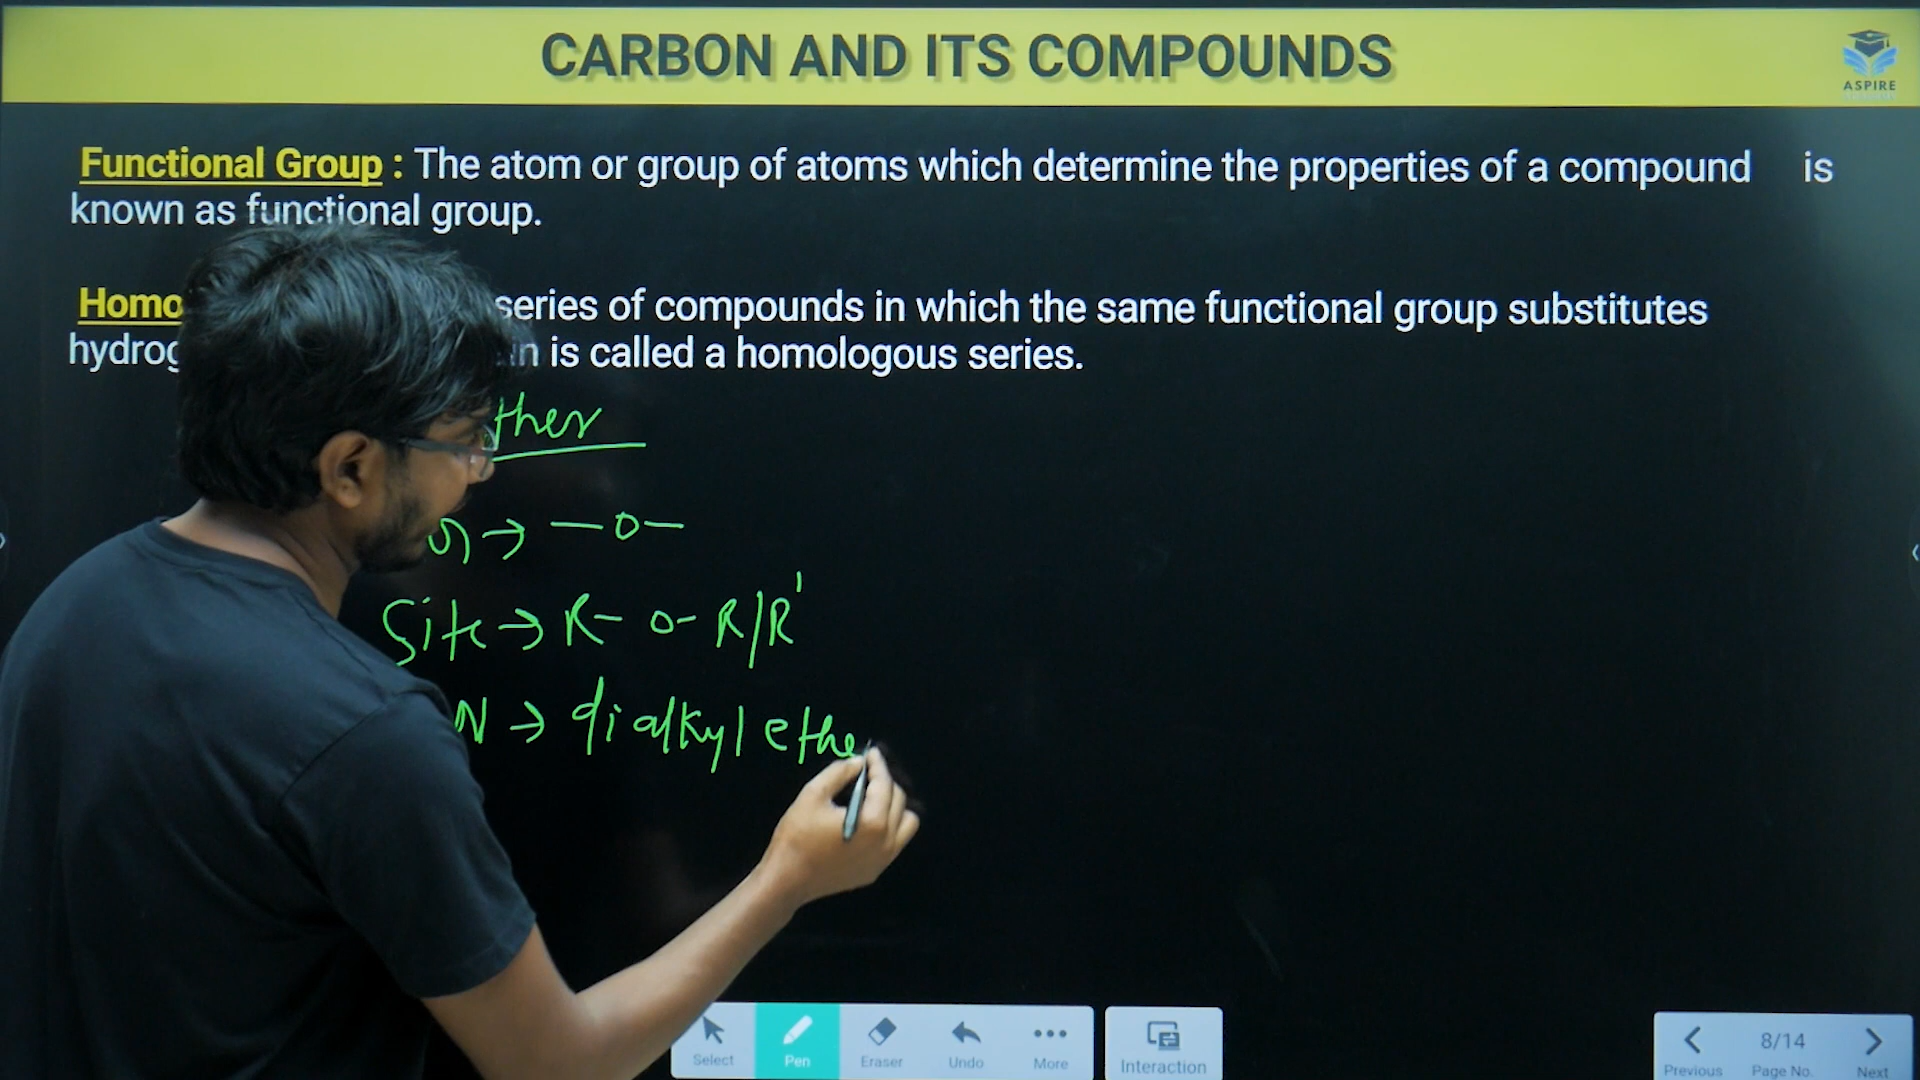 CARBON AND ITS COMPOUNDS
ASPIRE
Functional Group : The atom or group of atoms which determine the properties of a compound is
known as functional group.
Homo series of compounds in which the same functional group substitutes
hydrog in is called a homologous series.
ther
→ —O—
Site → R- O- R/R'
N → dialkyl ethe
Select
Pen
Eraser
Undo
More
Interaction
Previous
8/14
Page No.
Next